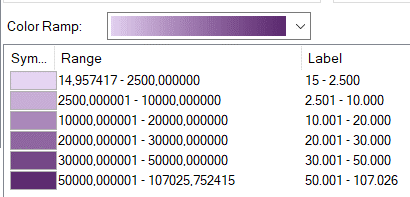 Color Ramp:
Sym... Range Label
14,957417 - 2500,000000 15 - 2.500
2500,000001 - 10000,000000 2.501 - 10.000
10000,000001 - 20000,000000 10.001 - 20.000
20000,000001 - 30000,000000 20.001 - 30.000
30000,000001 - 50000,000000 30.001 - 50.000
50000,000001 - 107025,752415 50.001 - 107.026